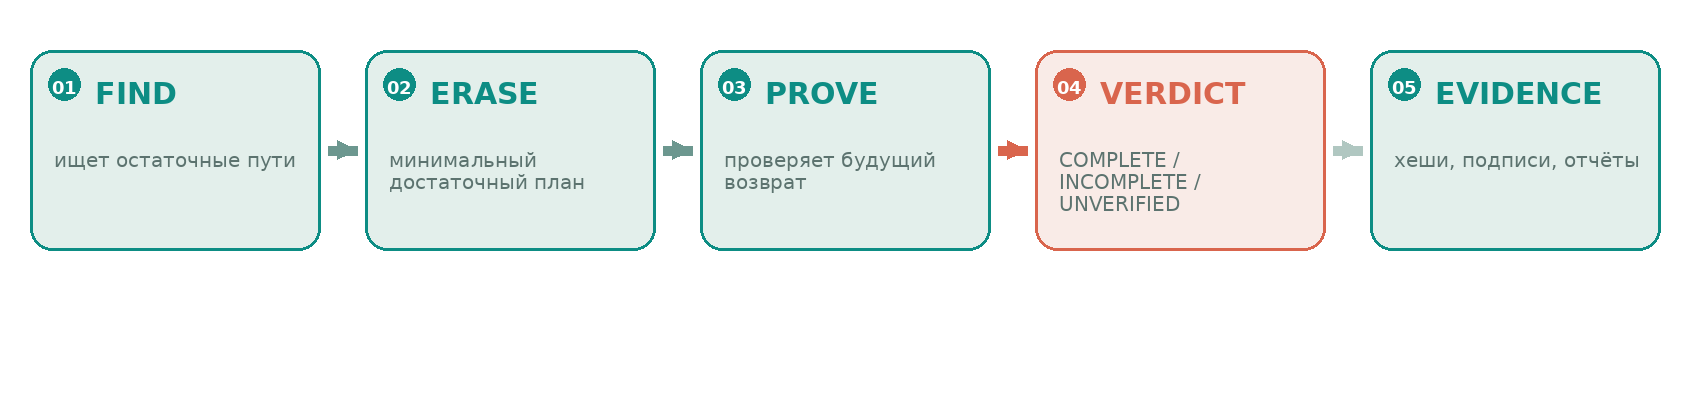 01 FIND
ищет остаточные пути
02 ERASE
минимальный
достаточный план
03 PROVE
проверяет будущий
возврат
04 VERDICT
COMPLETE /
INCOMPLETE /
UNVERIFIED
05 EVIDENCE
хеши, подписи, отчёты